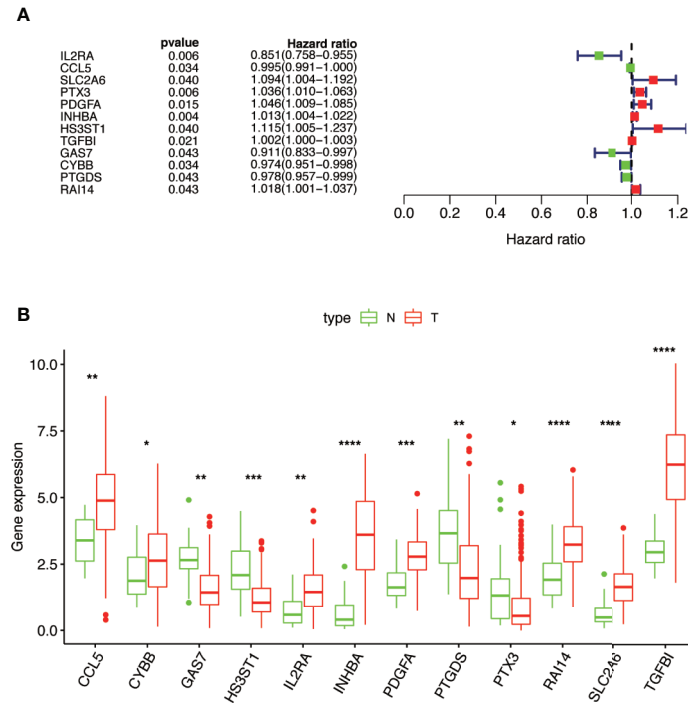 A
pvalue Hazard ratio
IL2RA 0.006 0.851(0.758−0.955)
CCL5 0.034 0.995(0.991−1.000)
SLC2A6 0.040 1.094(1.004−1.192)
PTX3 0.006 1.036(1.010−1.063)
PDGFA 0.015 1.046(1.009−1.085)
INHBA 0.004 1.013(1.004−1.022)
HS3ST1 0.040 1.115(1.005−1.237)
TGFBI 0.021 1.002(1.000−1.003)
GAS7 0.043 0.911(0.833−0.997)
CYBB 0.034 0.974(0.951−0.998)
PTGDS 0.043 0.978(0.957−0.999)
RAI14 0.043 1.018(1.001−1.037)
0.0 0.2 0.4 0.6 0.8 1.0 1.2
Hazard ratio
B
type N T
Gene expression
10.0
7.5
5.0
2.5
0.0
** * ** *** ** **** *** ** * **** **** ****
CCL5 CYBB GAS7 HS3ST1 IL2RA INHBA PDGFA PTGDS PTX3 RAI14 SLC2A6 TGFBI